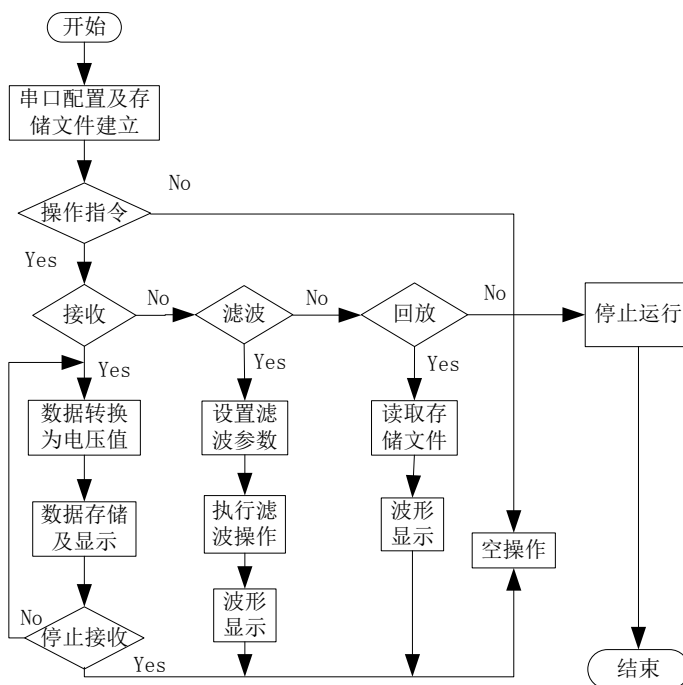 开始
串口配置及存
储文件建立
No
操作指令
Yes
接收
No
滤波
No
回放
No
停止运行
Yes
Yes
Yes
数据转换
为电压值
设置滤
波参数
读取存
储文件
数据存储
及显示
执行滤
波操作
波形
显示
空操作
No
停止接收
Yes
波形
显示
结束